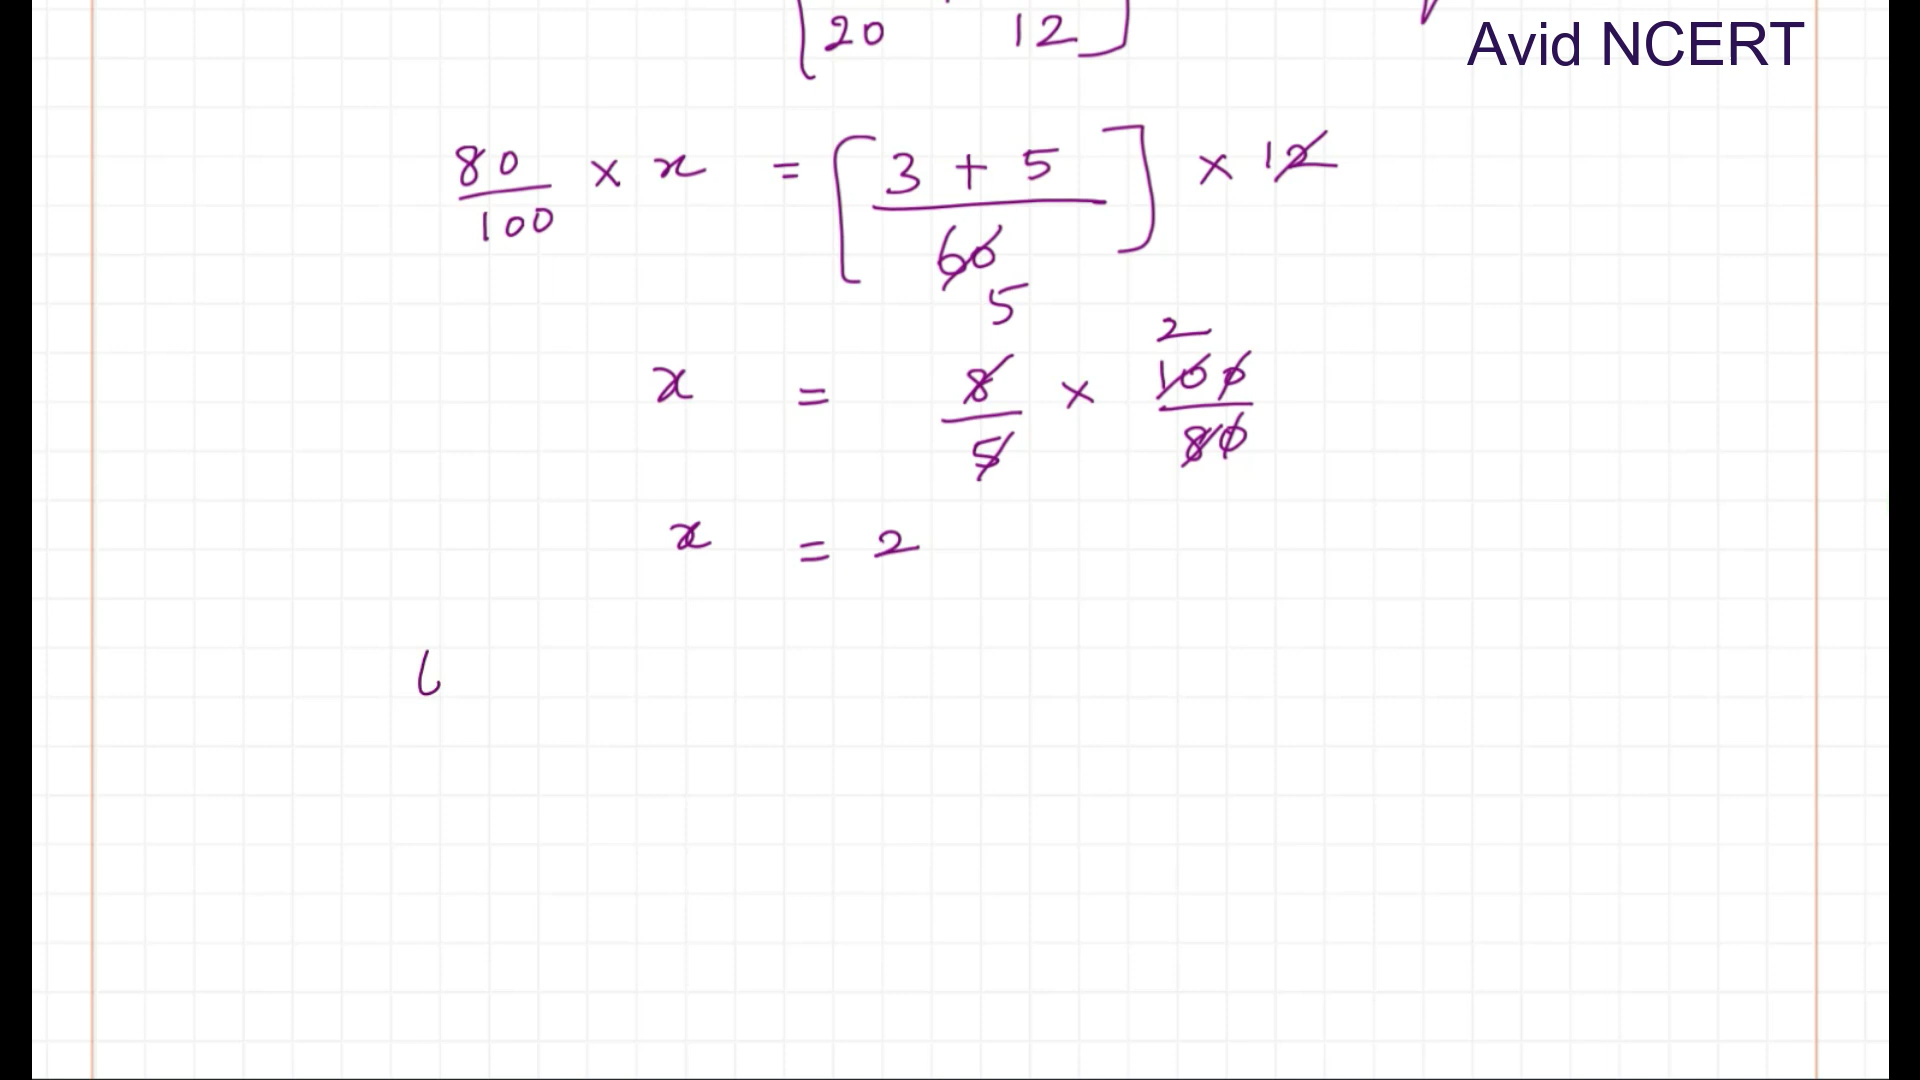 [20 12]
Avid NCERT
80/100 × x = [3 + 5 / 60] × 12
5
2
x = 8/5 × 100/80
x = 2